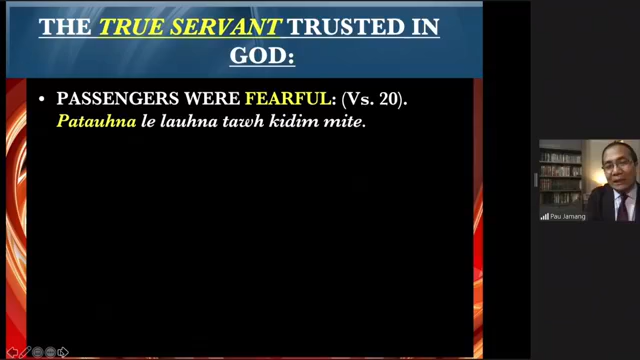 THE TRUE SERVANT TRUSTED IN
GOD:
• PASSENGERS WERE FEARFUL: (Vs. 20).
Patauhna le lauhna tawh kidim mite.
Pau Jamang